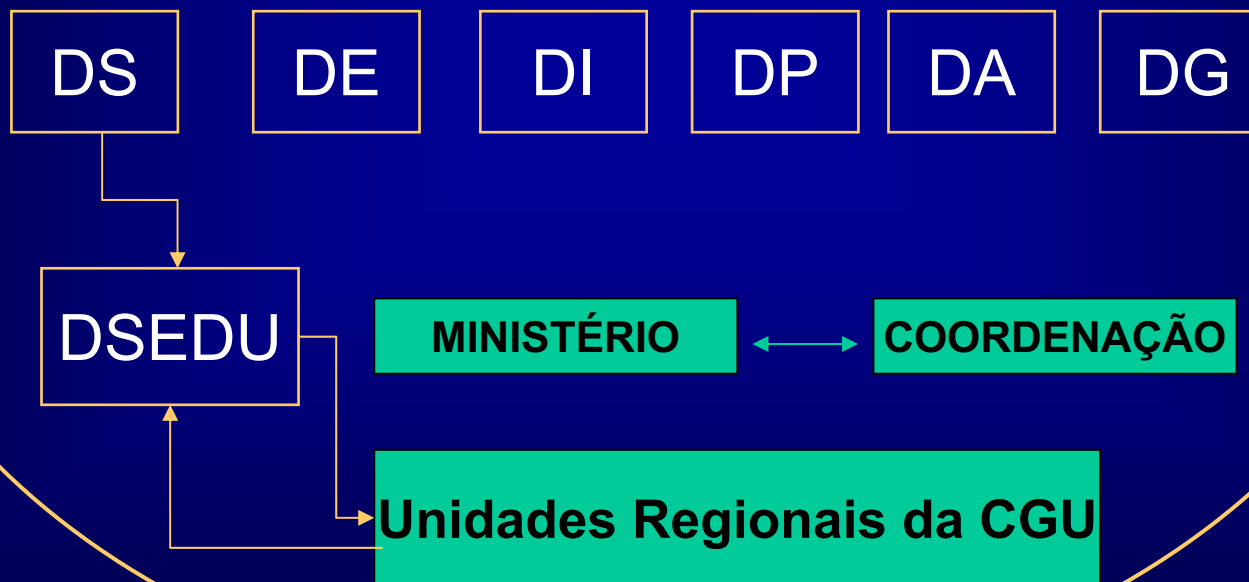 DS
DE
DI
DP
DA
DG
DSEDU
MINISTÉRIO
COORDENAÇÃO
Unidades Regionais da CGU